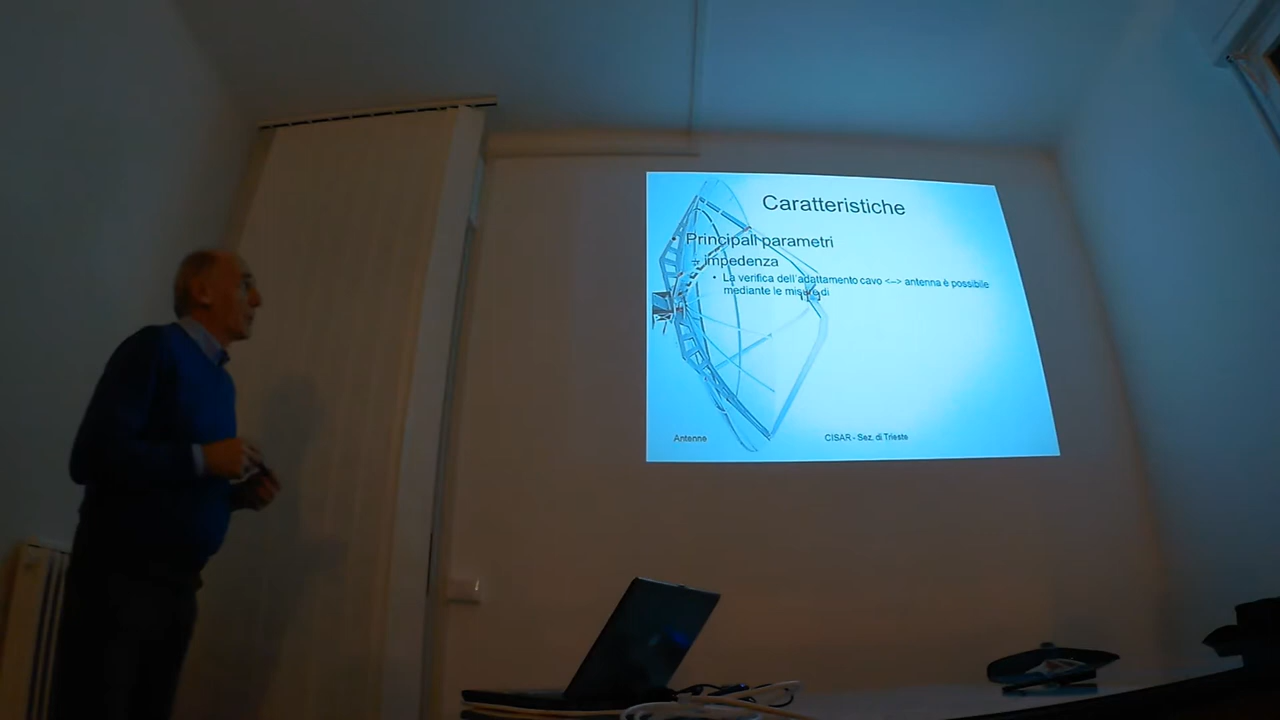 Caratteristiche
• Principali parametri
– impedenza
• La verifica dell'adattamento cavo <--> antenna è possibile
mediante le misure di
Antenne
CISAR - Sez. di Trieste